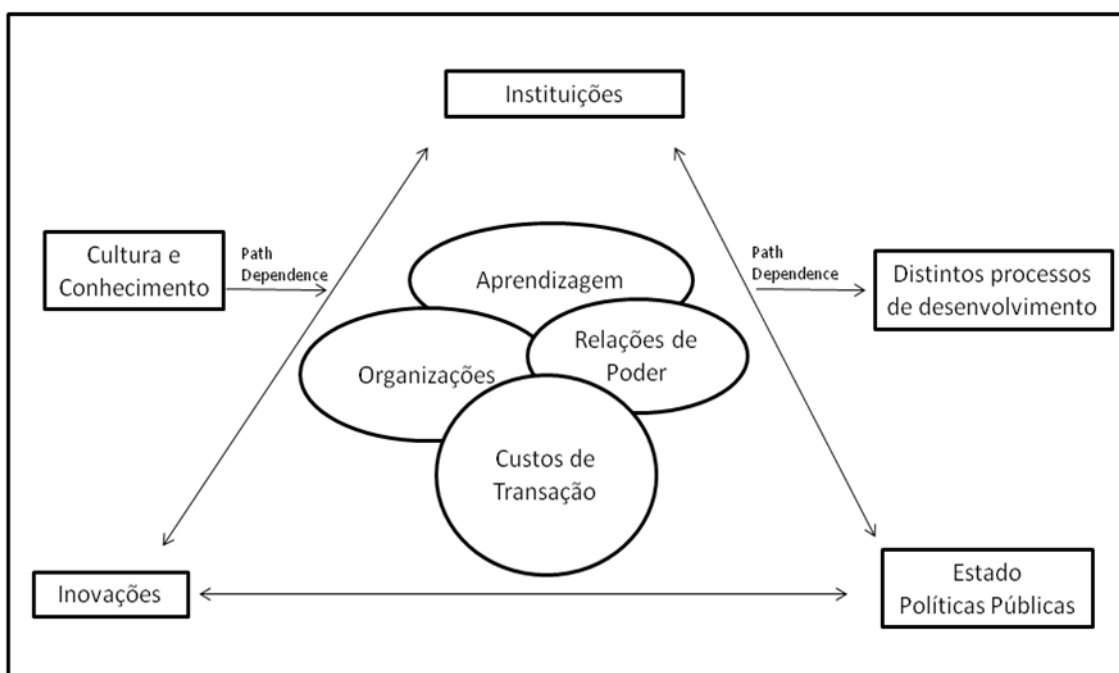 Instituições
Cultura e
Conhecimento
Path
Dependence
Aprendizagem
Path
Dependence
Distintos processos
de desenvolvimento
Organizações
Relações de
Poder
Custos de
Transação
Inovações
Estado
Políticas Públicas